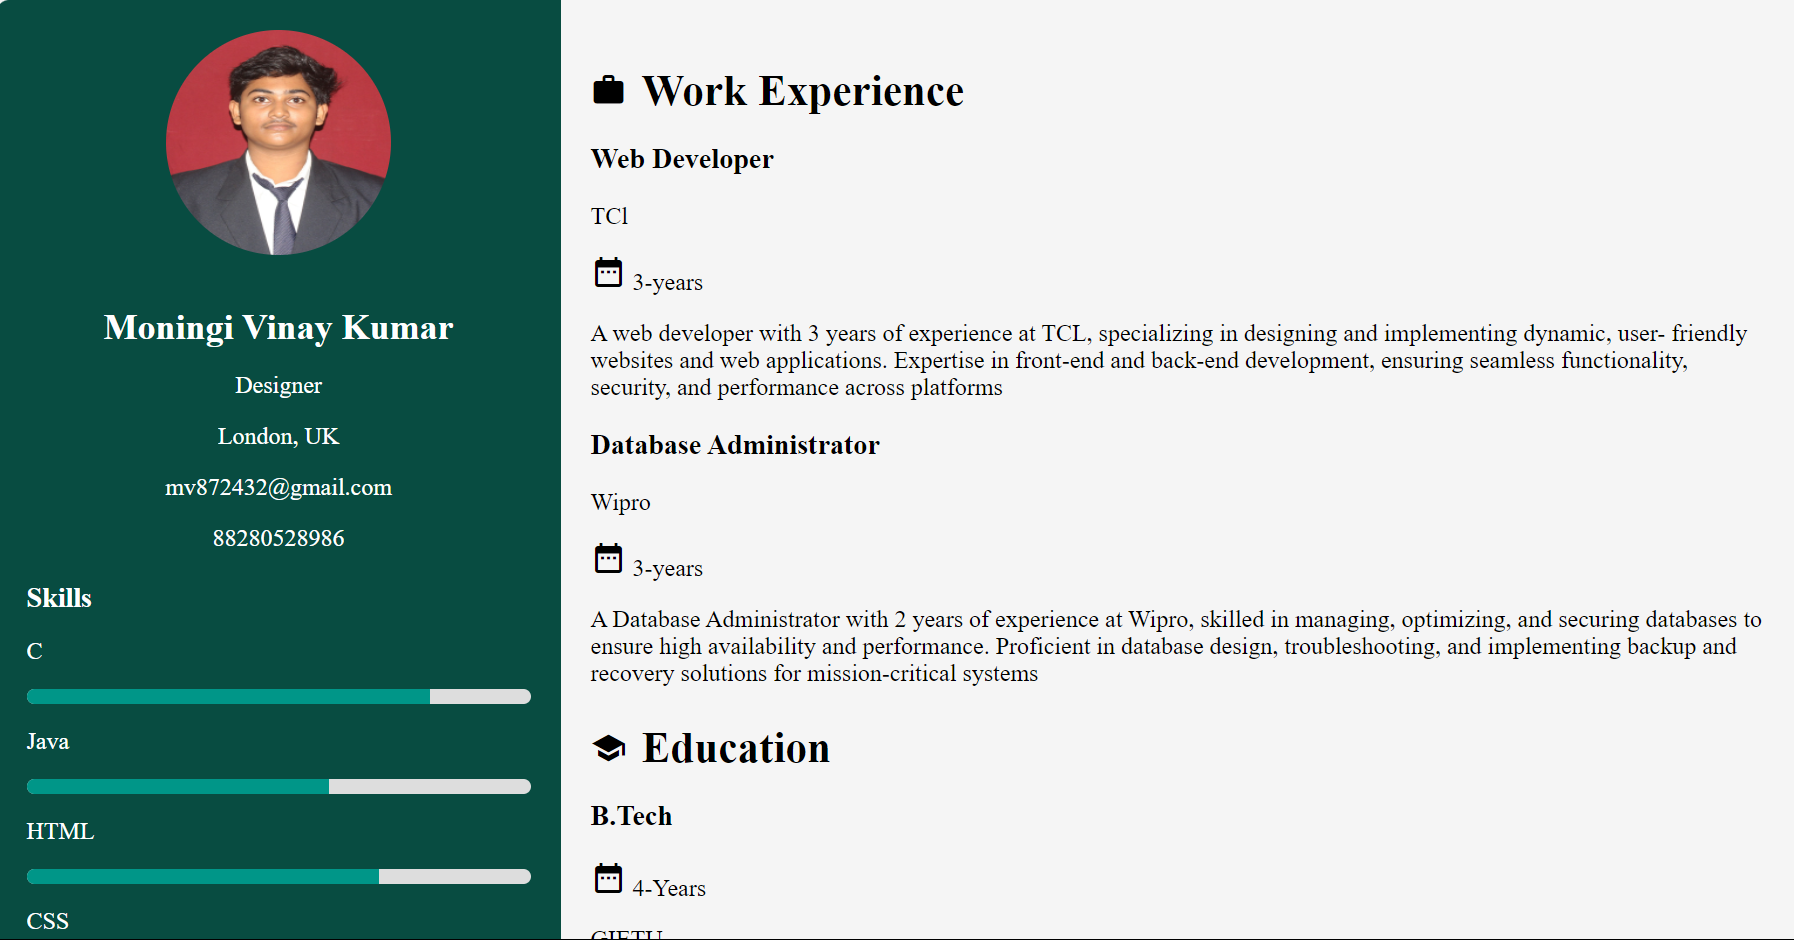 Moningi Vinay Kumar
Designer
London, UK
mv872432@gmail.com
88280528986
Skills
C
Java
HTML
CSS
Work Experience
Web Developer
TCl
3-years
A web developer with 3 years of experience at TCL, specializing in designing and implementing dynamic, user- friendly
websites and web applications. Expertise in front-end and back-end development, ensuring seamless functionality,
security, and performance across platforms
Database Administrator
Wipro
3-years
A Database Administrator with 2 years of experience at Wipro, skilled in managing, optimizing, and securing databases to
ensure high availability and performance. Proficient in database design, troubleshooting, and implementing backup and
recovery solutions for mission-critical systems
Education
B.Tech
4-Years